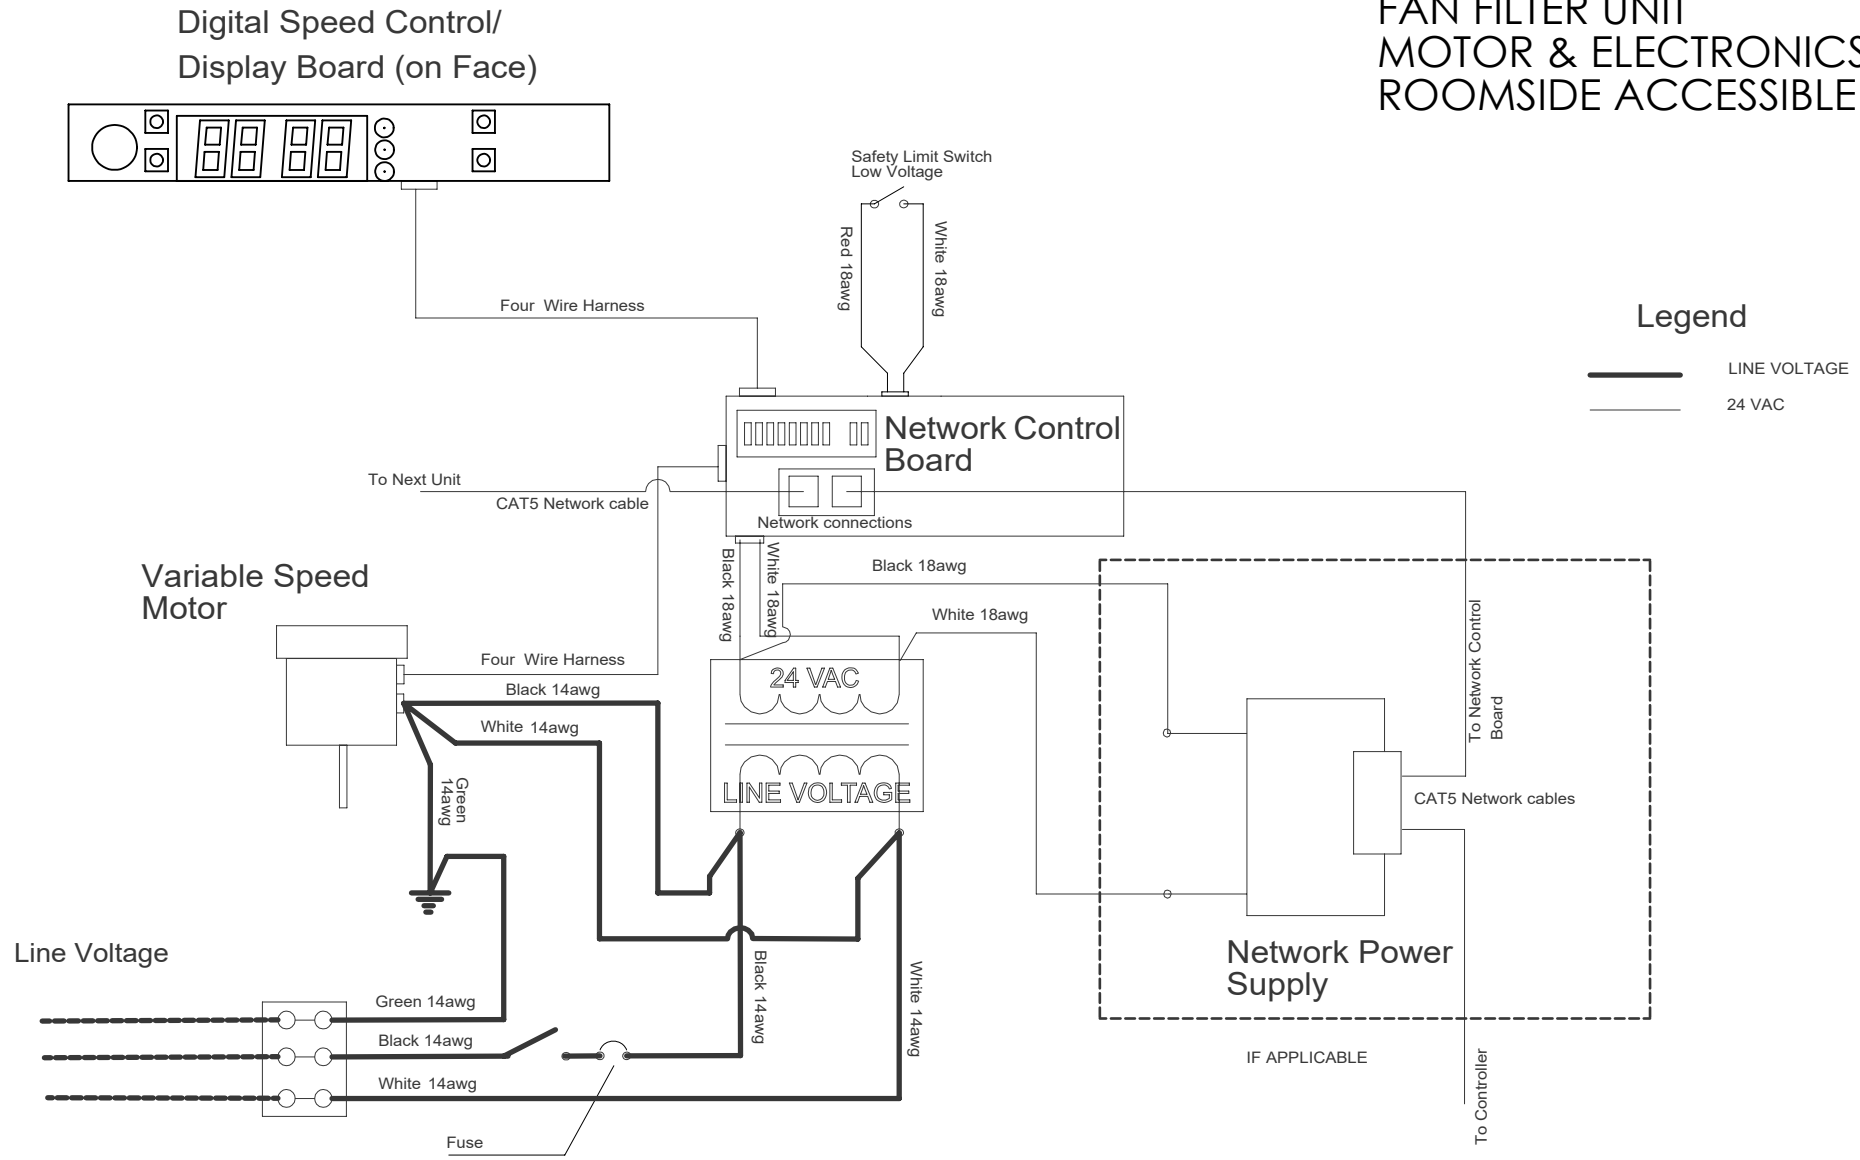 Digital Speed Control/
Display Board (on Face)
FAN FILTER UNIT
MOTOR & ELECTRONICS
ROOMSIDE ACCESSIBLE
88 88
Safety Limit Switch
Low Voltage
Red 18awg
White 18awg
Four Wire Harness
Legend
LINE VOLTAGE
24 VAC
Network Control
Board
To Next Unit
CAT5 Network cable
Network connections
Black 18awg
White 18awg
Black 18awg
White 18awg
Variable Speed
Motor
Four Wire Harness
Black 14awg
White 14awg
Green
14awg
24 VAC
LINE VOLTAGE
To Network Control
Board
CAT5 Network cables
Network Power
Supply
Line Voltage
Green 14awg
Black 14awg
White 14awg
Black 14awg
White 14awg
Fuse
IF APPLICABLE
To Controller